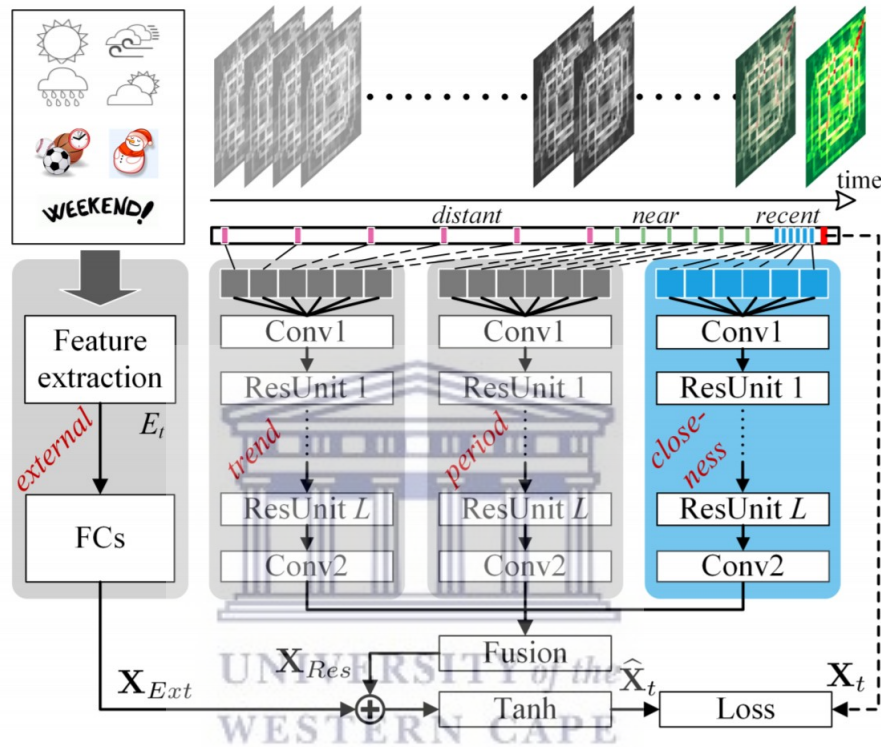 WEEKEND!
time
distant near recent
Feature extraction
E_t
external
FCs
Conv1
ResUnit 1
trend
ResUnit L
Conv2
Conv1
ResUnit 1
period
ResUnit L
Conv2
Conv1
ResUnit 1
close-
ness
ResUnit L
Conv2
Fusion
X_Res
X_Ext
+
Tanh
X̂_t
Loss
X_t
UNIVERSITY of the
WESTERN CAPE